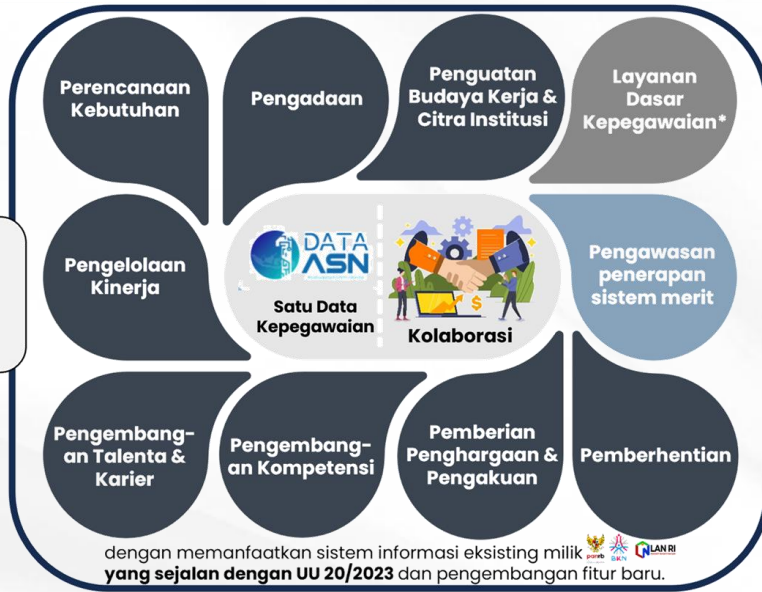 Perencanaan
Kebutuhan
Pengadaan
Penguatan
Budaya Kerja &
Citra Institusi
Layanan
Dasar
Kepegawaian*
Pengelolaan
Kinerja
DATA
ASN
Satu Data
Kepegawaian
Kolaborasi
Pengawasan
penerapan
sistem merit
Pengembang-
an Talenta &
Karier
Pengembang-
an Kompetensi
Pemberian
Penghargaan &
Pengakuan
Pemberhentian
dengan memanfaatkan sistem informasi eksisting milik panrb BKN LAN RI
yang sejalan dengan UU 20/2023 dan pengembangan fitur baru.